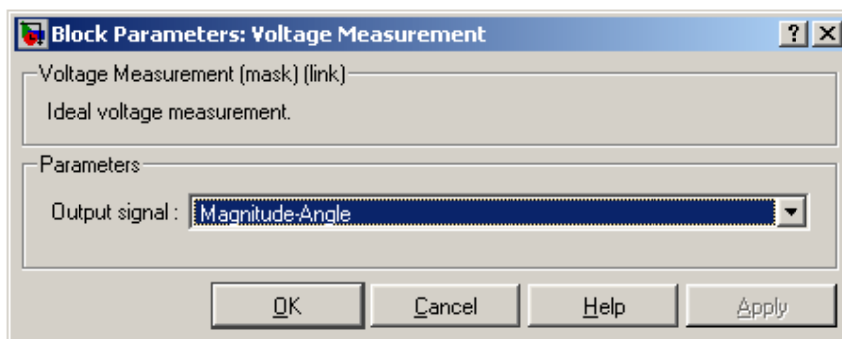 Block Parameters: Voltage Measurement
Voltage Measurement (mask) (link)
Ideal voltage measurement.
Parameters
Output signal : Magnitude-Angle
OK Cancel Help Apply